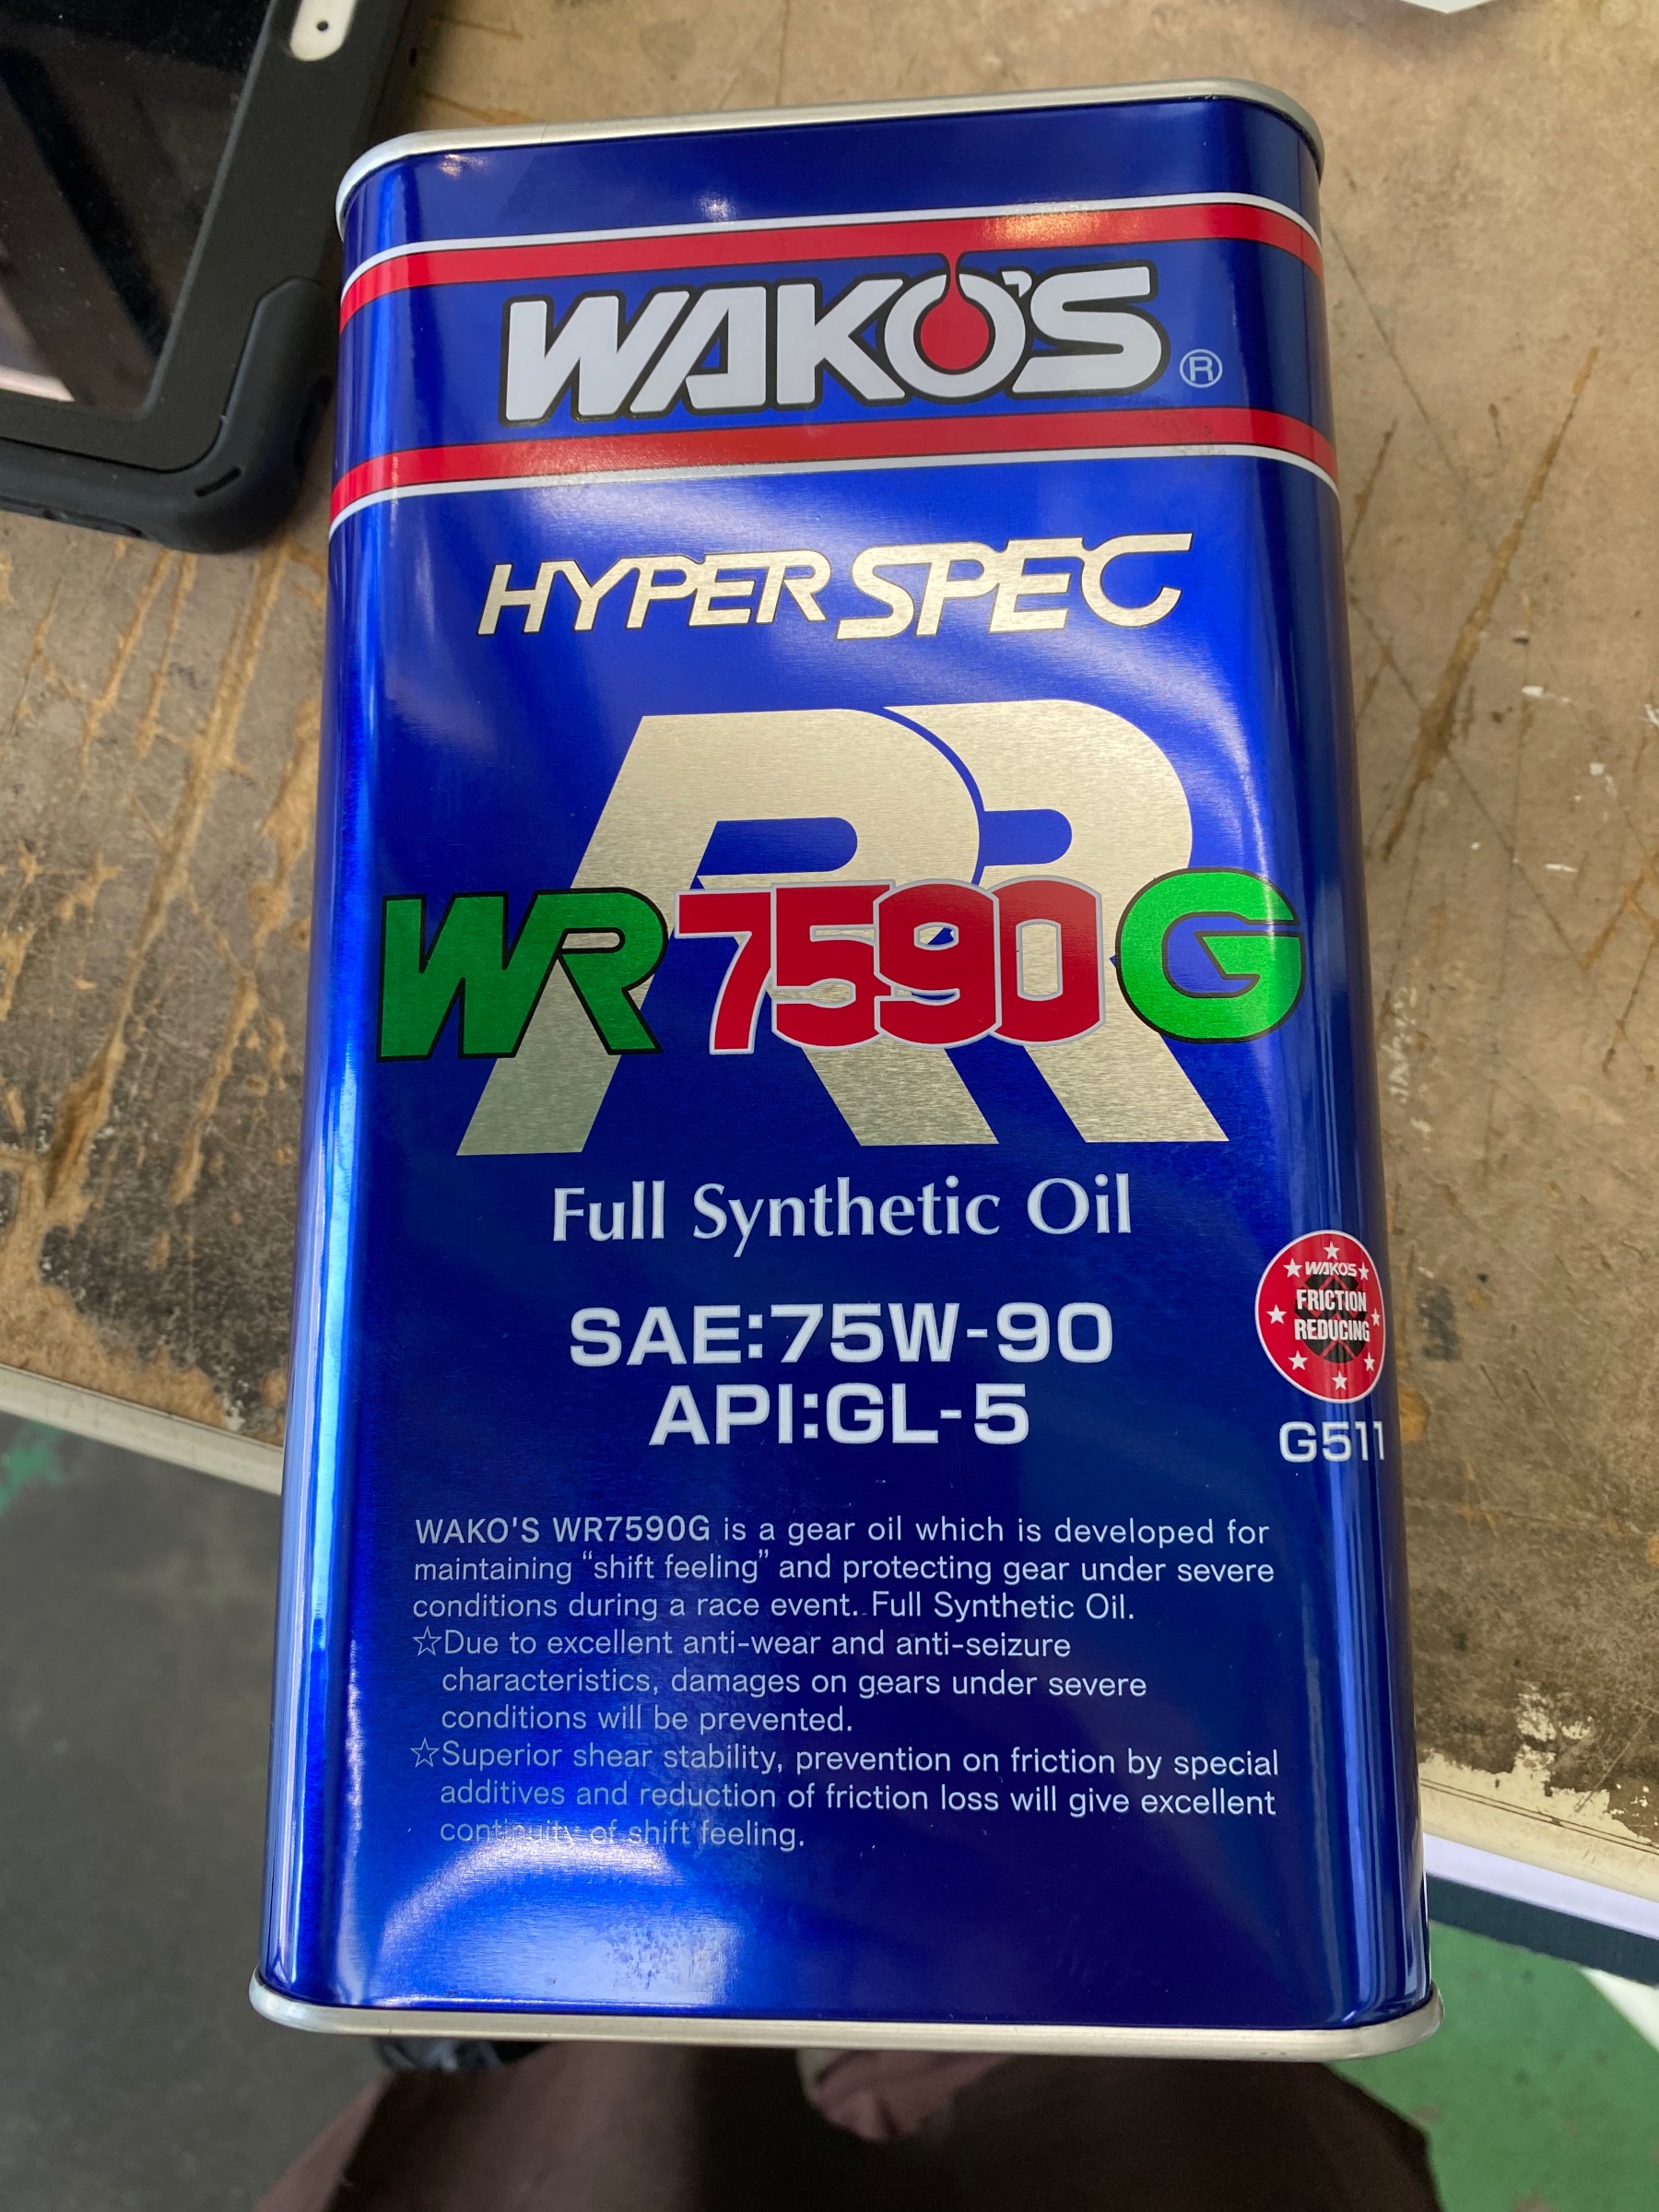 WAKO'S ®
HYPER SPEC
RR
WR7590G
Full Synthetic Oil
SAE:75W-90
API:GL-5
WAKO'S
FRICTION
REDUCING
G511
WAKO'S WR7590G is a gear oil which is developed for
maintaining “shift feeling” and protecting gear under severe
conditions during a race event. Full Synthetic Oil.
☆Due to excellent anti-wear and anti-seizure
characteristics, damages on gears under severe
conditions will be prevented.
☆Superior shear stability, prevention on friction by special
additives and reduction of friction loss will give excellent
continuity of shift feeling.